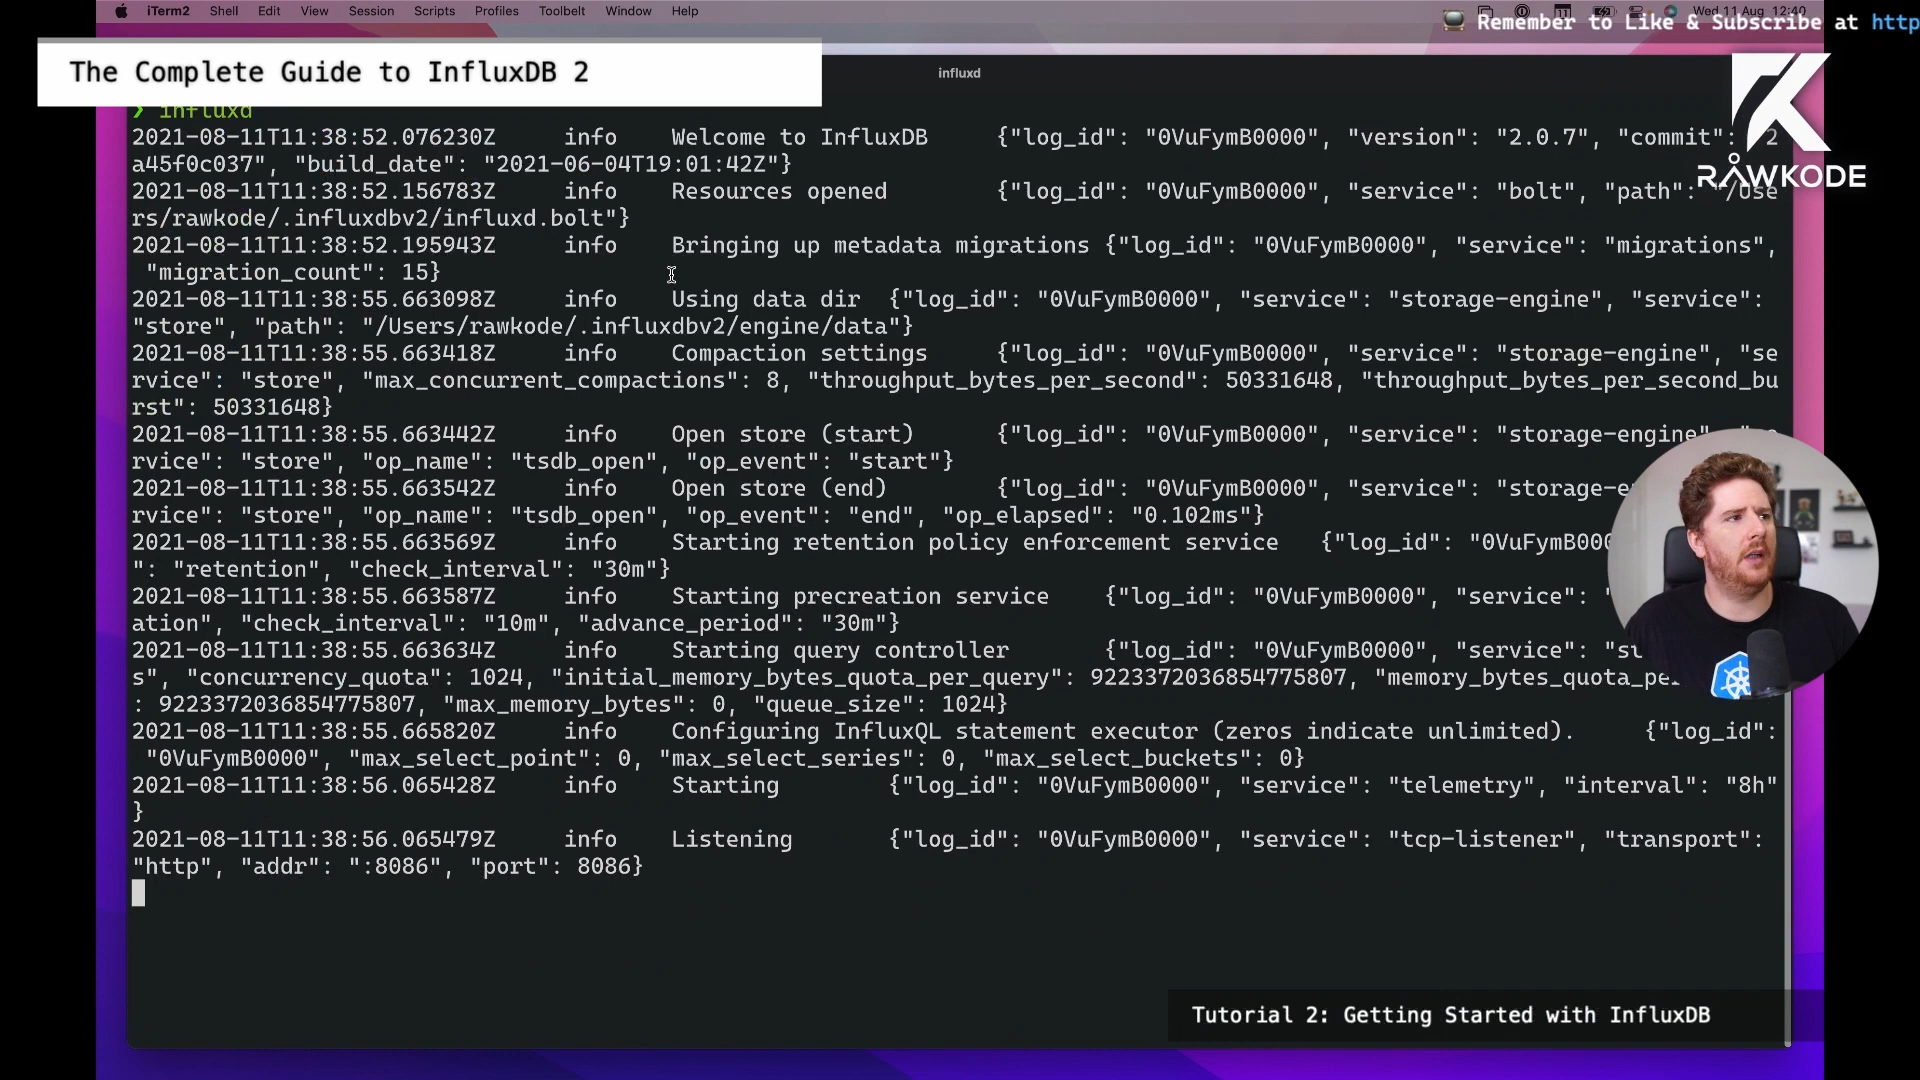 iTerm2 Shell Edit View Session Scripts Profiles Toolbelt Window Help Wed 11 Aug 12:40
Remember to Like & Subscribe at http
The Complete Guide to InfluxDB 2
influxd
RAWKODE
❯ influxd
2021-08-11T11:38:52.076230Z info Welcome to InfluxDB {"log_id": "0VuFymB0000", "version": "2.0.7", "commit": "2
a45f0c037", "build_date": "2021-06-04T19:01:42Z"}
2021-08-11T11:38:52.156783Z info Resources opened {"log_id": "0VuFymB0000", "service": "bolt", "path": "/Use
rs/rawkode/.influxdbv2/influxd.bolt"}
2021-08-11T11:38:52.195943Z info Bringing up metadata migrations {"log_id": "0VuFymB0000", "service": "migrations",
"migration_count": 15}
2021-08-11T11:38:55.663098Z info Using data dir {"log_id": "0VuFymB0000", "service": "storage-engine", "service":
"store", "path": "/Users/rawkode/.influxdbv2/engine/data"}
2021-08-11T11:38:55.663418Z info Compaction settings {"log_id": "0VuFymB0000", "service": "storage-engine", "se
rvice": "store", "max_concurrent_compactions": 8, "throughput_bytes_per_second": 50331648, "throughput_bytes_per_second_bu
rst": 50331648}
2021-08-11T11:38:55.663442Z info Open store (start) {"log_id": "0VuFymB0000", "service": "storage-engine", "se
rvice": "store", "op_name": "tsdb_open", "op_event": "start"}
2021-08-11T11:38:55.663542Z info Open store (end) {"log_id": "0VuFymB0000", "service": "storage-e
rvice": "store", "op_name": "tsdb_open", "op_event": "end", "op_elapsed": "0.102ms"}
2021-08-11T11:38:55.663569Z info Starting retention policy enforcement service {"log_id": "0VuFymB000
": "retention", "check_interval": "30m"}
2021-08-11T11:38:55.663587Z info Starting precreation service {"log_id": "0VuFymB0000", "service": "
ation", "check_interval": "10m", "advance_period": "30m"}
2021-08-11T11:38:55.663634Z info Starting query controller {"log_id": "0VuFymB0000", "service": "st
s", "concurrency_quota": 1024, "initial_memory_bytes_quota_per_query": 9223372036854775807, "memory_bytes_quota_per
: 9223372036854775807, "max_memory_bytes": 0, "queue_size": 1024}
2021-08-11T11:38:55.665820Z info Configuring InfluxQL statement executor (zeros indicate unlimited). {"log_id":
"0VuFymB0000", "max_select_point": 0, "max_select_series": 0, "max_select_buckets": 0}
2021-08-11T11:38:56.065428Z info Starting {"log_id": "0VuFymB0000", "service": "telemetry", "interval": "8h"
}
2021-08-11T11:38:56.065479Z info Listening {"log_id": "0VuFymB0000", "service": "tcp-listener", "transport":
"http", "addr": ":8086", "port": 8086}
Tutorial 2: Getting Started with InfluxDB